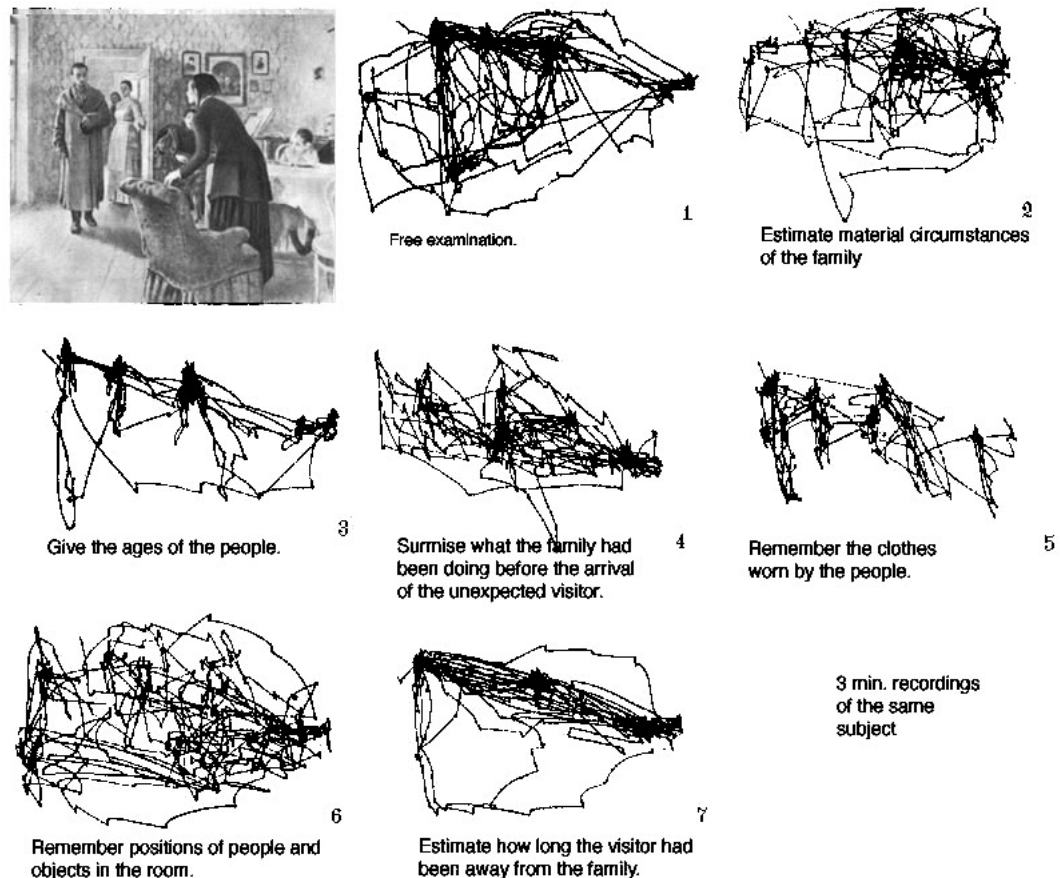 1
Free examination.
2
Estimate material circumstances
of the family
3
Give the ages of the people.
4
Surmise what the family had
been doing before the arrival
of the unexpected visitor.
5
Remember the clothes
worn by the people.
6
Remember positions of people and
objects in the room.
7
Estimate how long the visitor had
been away from the family.
3 min. recordings
of the same
subject